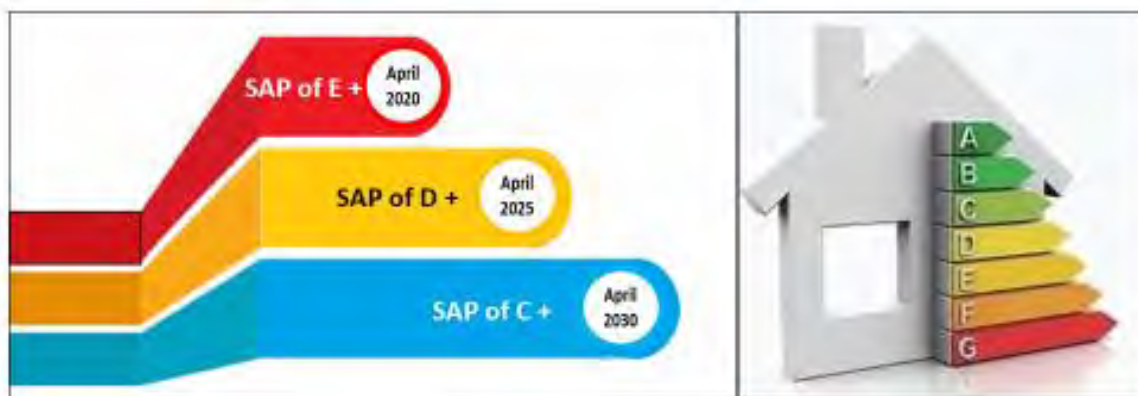 SAP of E +
April
2020
SAP of D +
April
2025
SAP of C +
April
2030
A
B
C
D
E
F
G